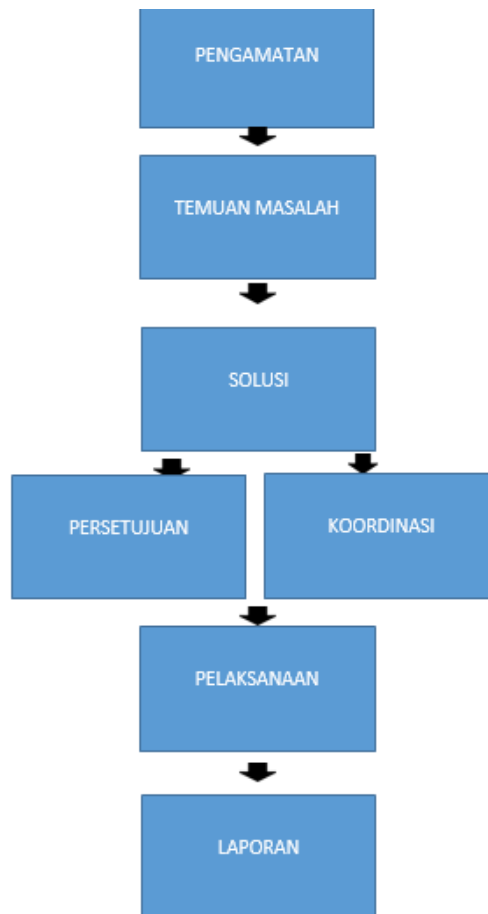 PENGAMATAN
TEMUAN MASALAH
SOLUSI
PERSETUJUAN
KOORDINASI
PELAKSANAAN
LAPORAN